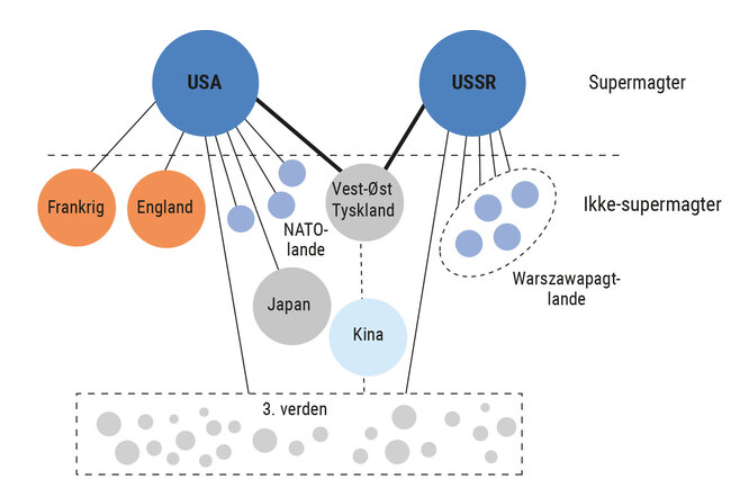 USA
USSR
Supermagter
Frankrig
England
Vest-Øst
Tyskland
Ikke-supermagter
NATO-
lande
Warszawapagt-
lande
Japan
Kina
3. verden